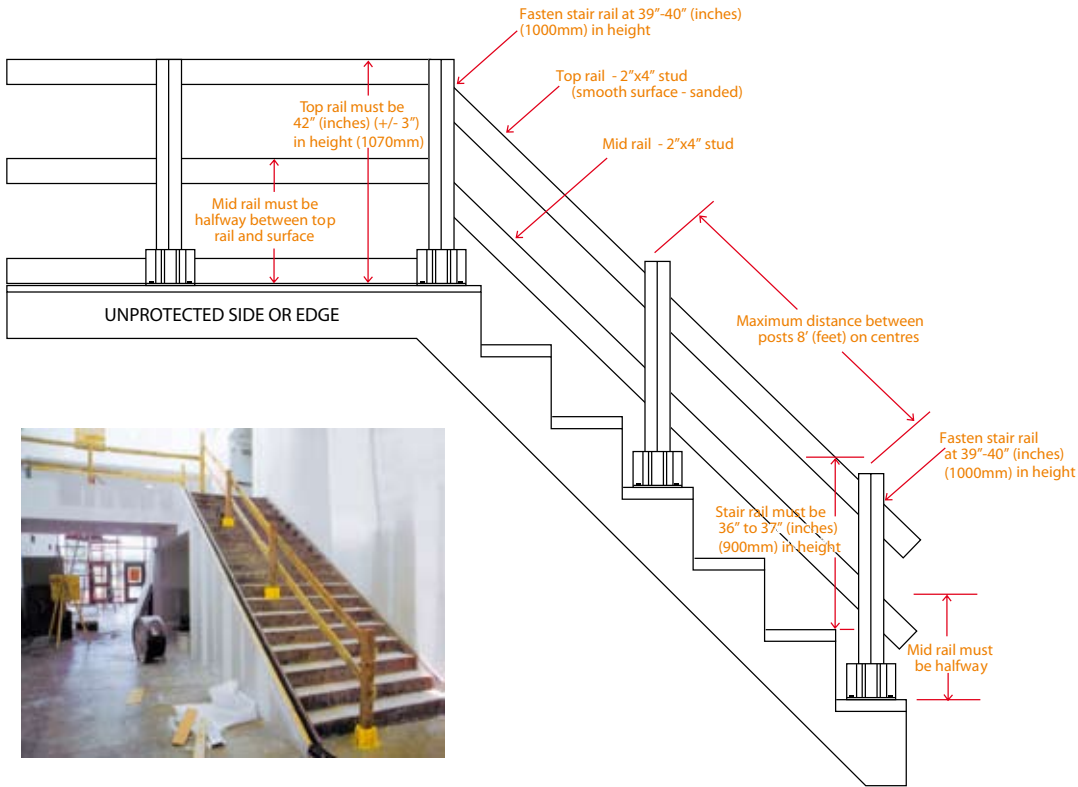 Fasten stair rail at 39”-40” (inches)
(1000mm) in height
Top rail - 2”x4” stud
(smooth surface - sanded)
Top rail must be
42” (inches) (+/- 3”)
in height (1070mm)
Mid rail - 2”x4” stud
Mid rail must be
halfway between top
rail and surface
UNPROTECTED SIDE OR EDGE
Maximum distance between
posts 8’ (feet) on centres
Fasten stair rail
at 39”-40” (inches)
(1000mm) in height
Stair rail must be
36” to 37” (inches)
(900mm) in height
Mid rail must
be halfway